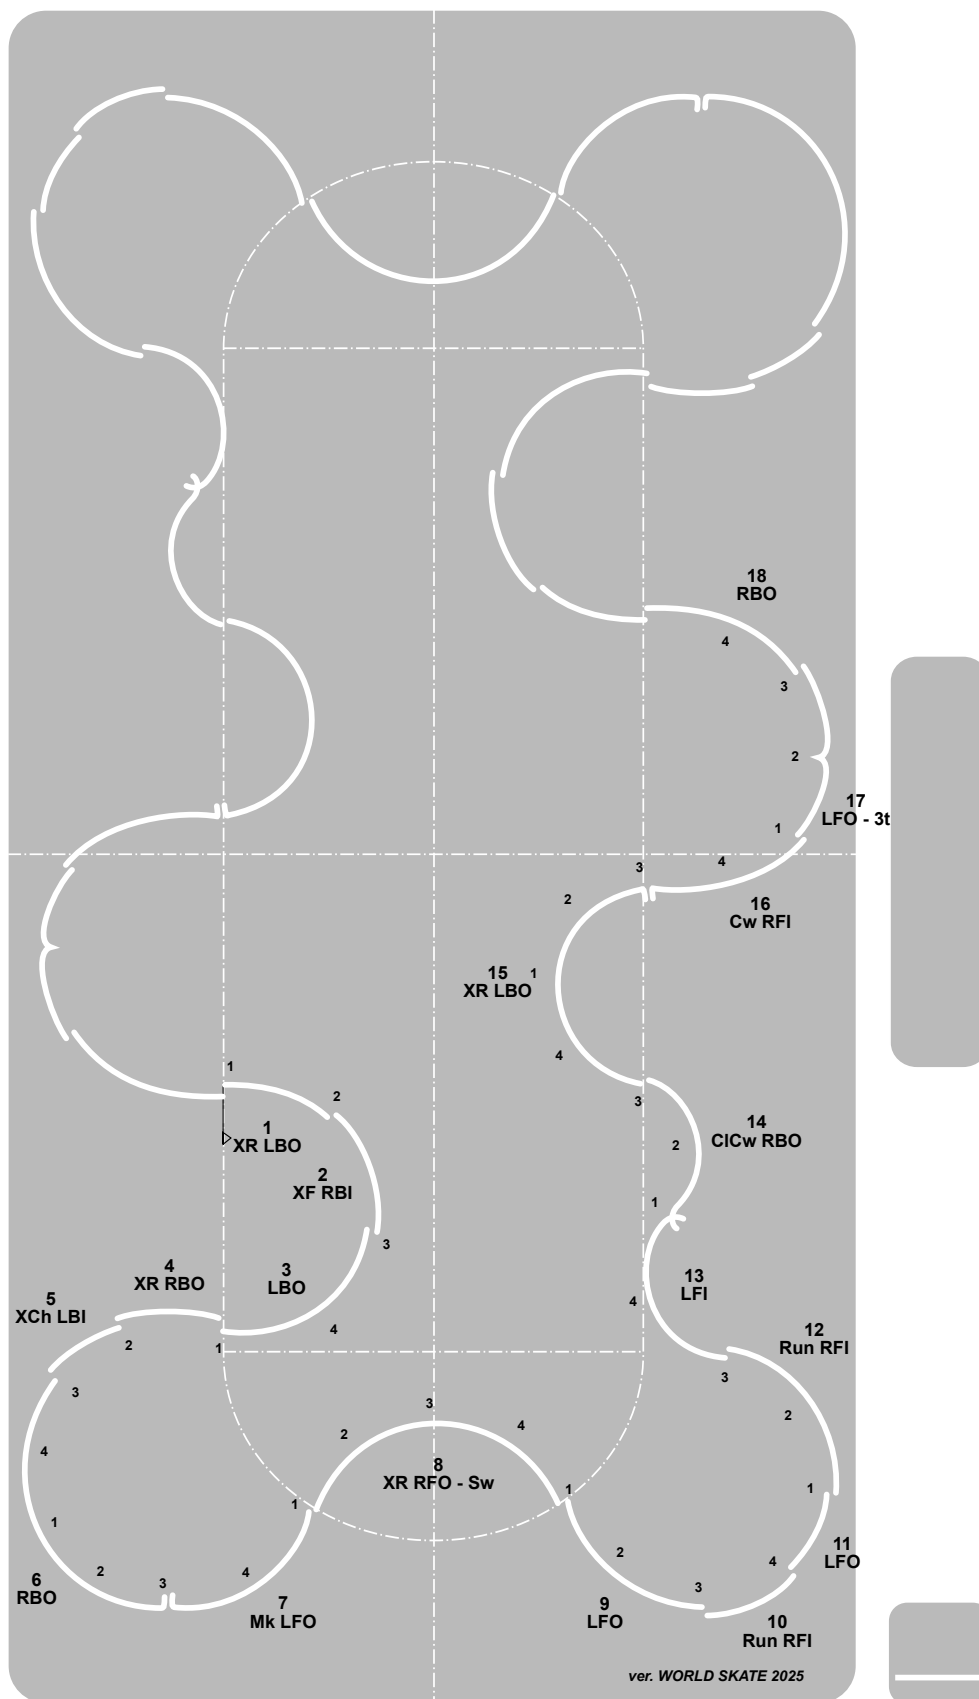 18
RBO
4
3
2
17
LFO - 3t
1
4
3
2
16
Cw RFI
15
XR LBO
1
4
3
1
2
1
XR LBO
14
ClCw RBO
2
2
XF RBI
1
3
3
LBO
4
XR RBO
13
LFI
5
XCh LBI
4
4
12
Run RFI
2
1
3
3
3
2
2
4
4
8
XR RFO - Sw
1
1
1
1
11
LFO
2
4
2
4
3
3
6
RBO
7
Mk LFO
9
LFO
10
Run RFI
ver. WORLD SKATE 2025